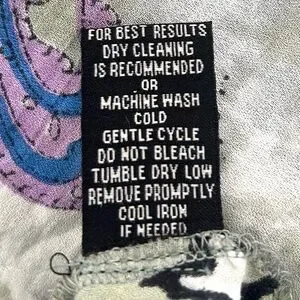 FOR BEST RESULTS
DRY CLEANING
IS RECOMMENDED
OR
MACHINE WASH
COLD
GENTLE CYCLE
DO NOT BLEACH
TUMBLE DRY LOW
REMOVE PROMPTLY
COOL IRON
IF NEEDED